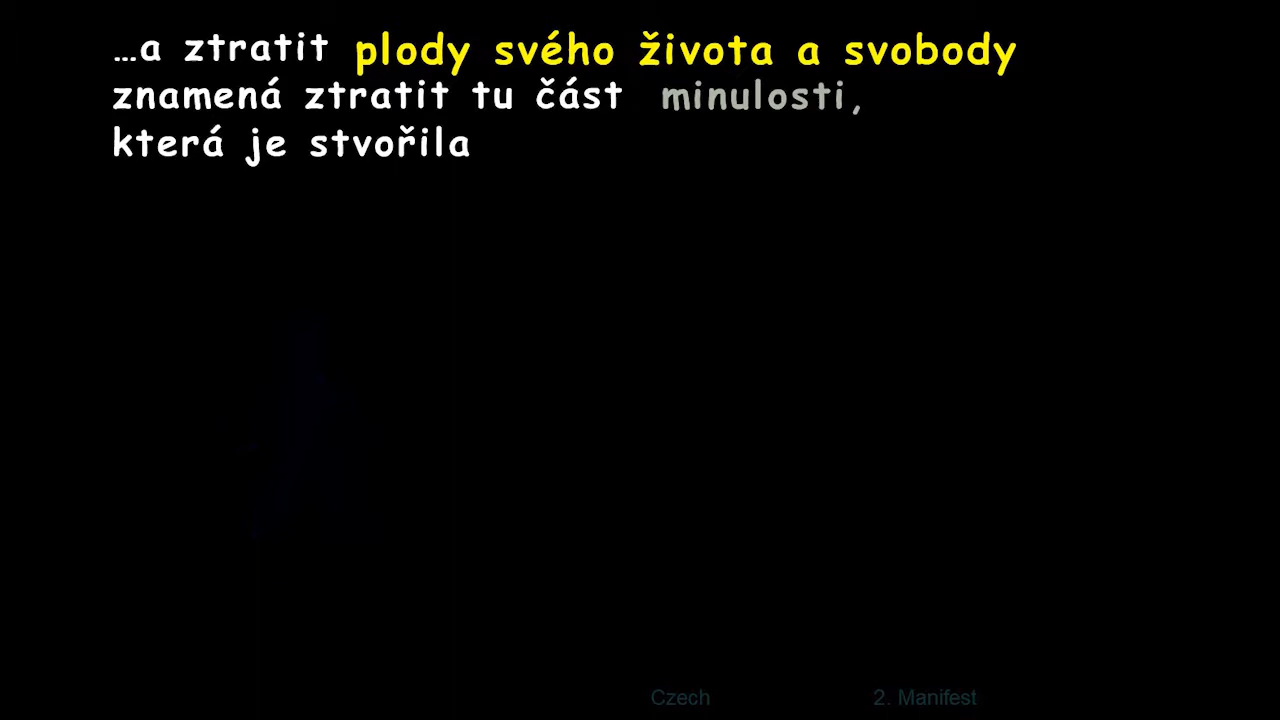 …a ztratit plody svého života a svobody
znamená ztratit tu část minulosti,
která je stvořila
Czech 2. Manifest